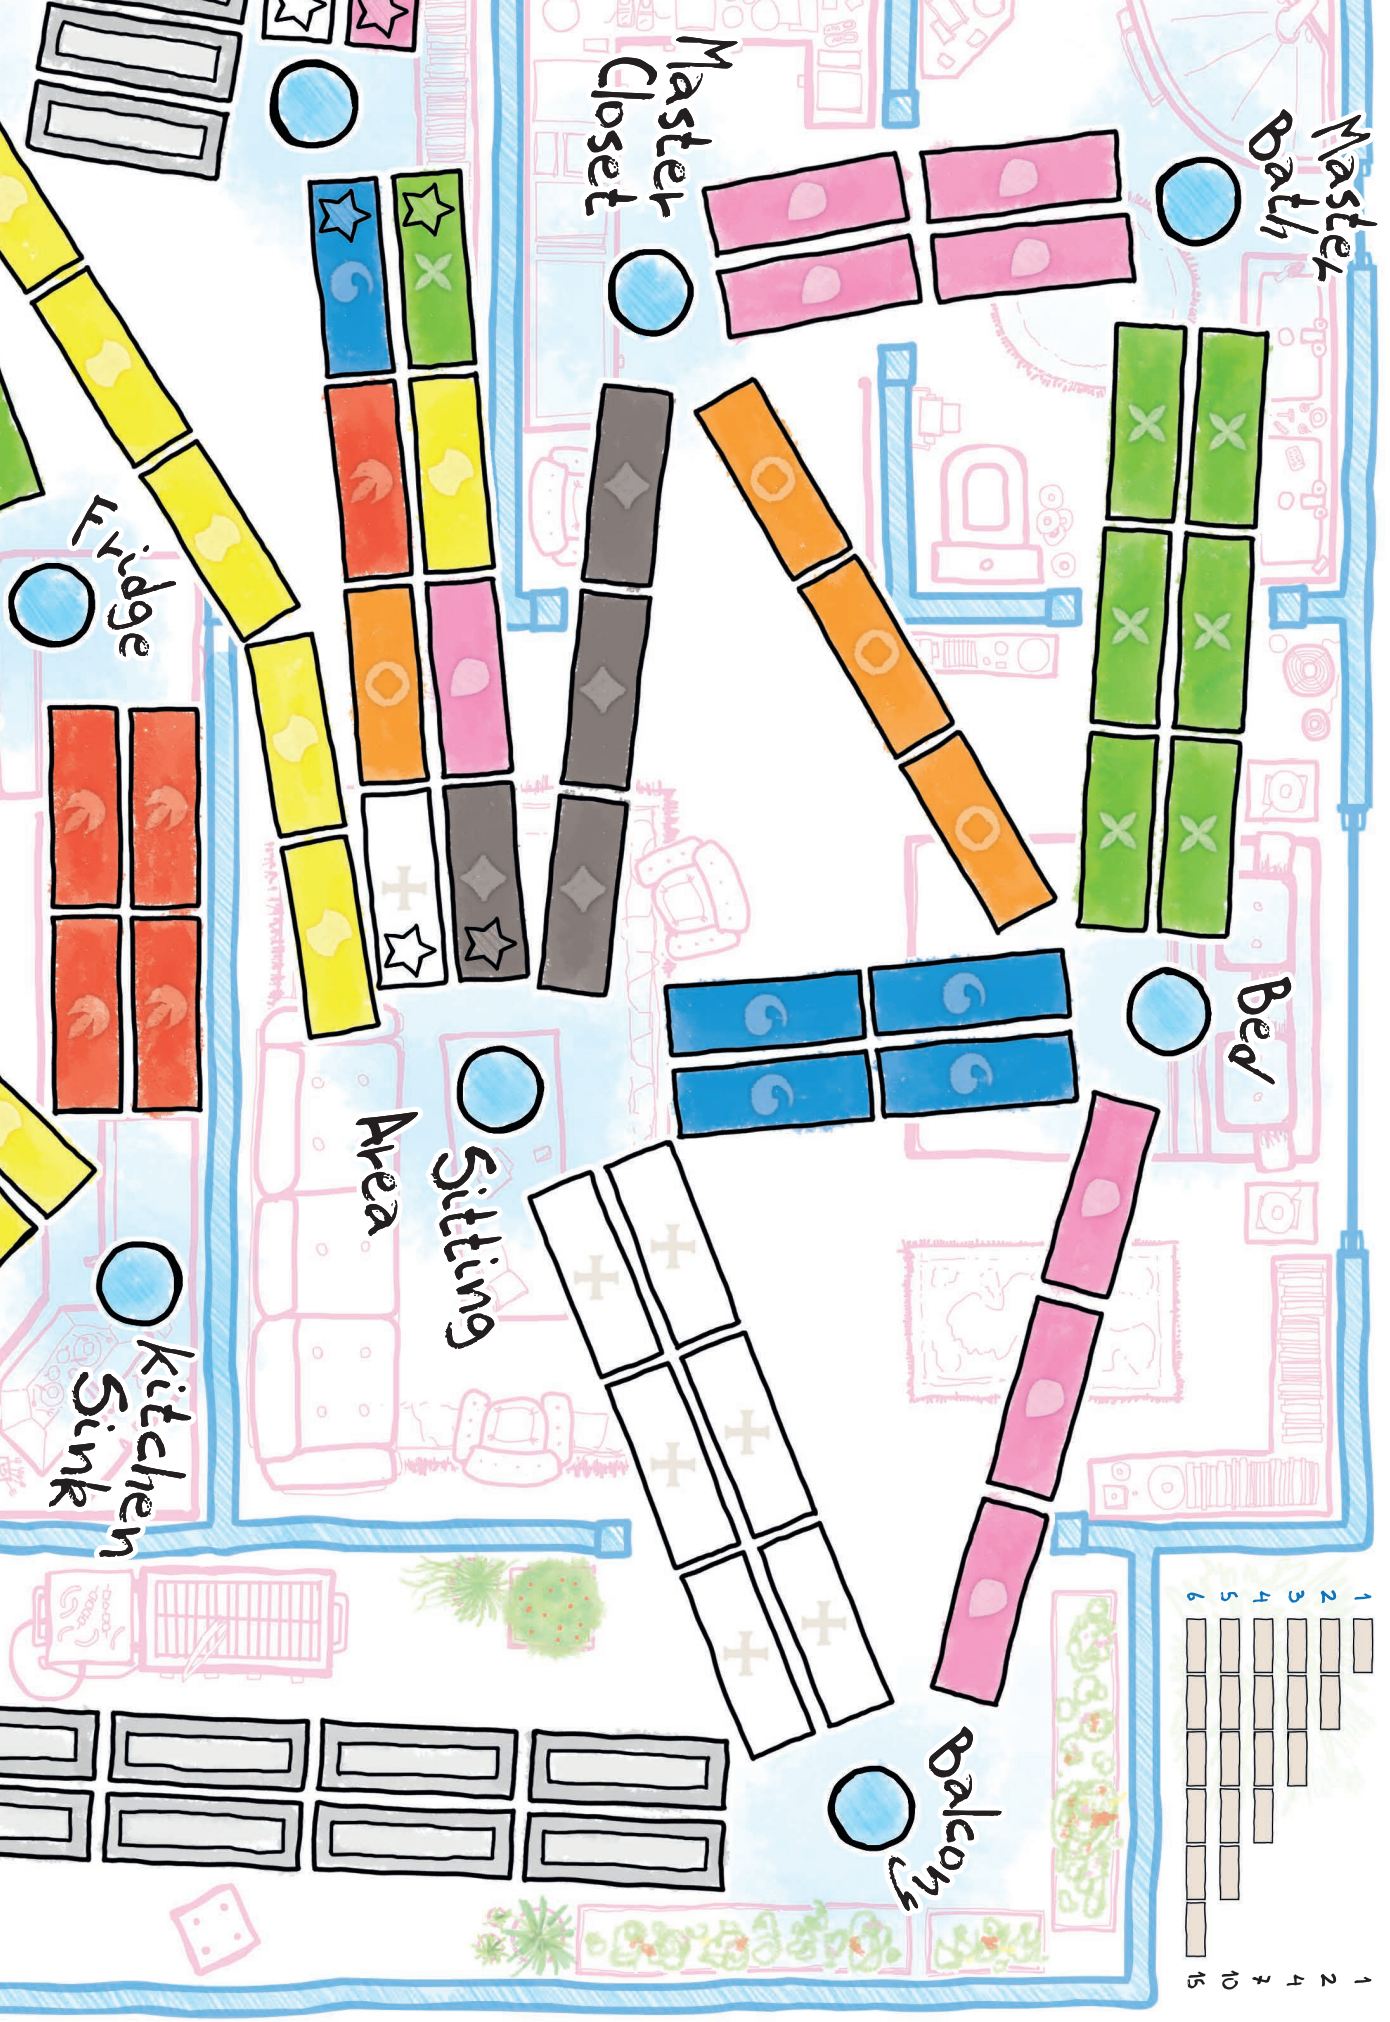 Master
Bath
Master
Closet
Fridge
Bed
Sitting
Area
Kitchen
Sink
Balcony
1 1
2 2
3 4
4 7
5 10
6 15